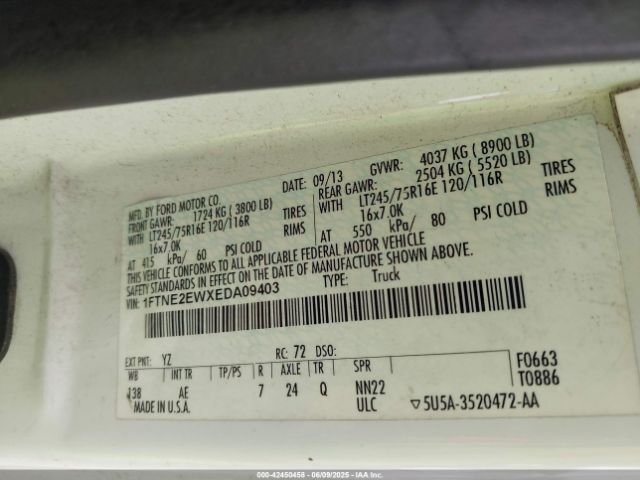 MFD. BY FORD MOTOR CO.
DATE: 09/13 GVWR: 4037 KG ( 8900 LB)
FRONT GAWR: 1724 KG ( 3800 LB) REAR GAWR: 2504 KG ( 5520 LB)
WITH LT245/75R16E 120/116R TIRES WITH LT245/75R16E 120/116R TIRES
16x7.0K RIMS 16x7.0K RIMS
AT 415 kPa/ 60 PSI COLD AT 550 kPa/ 80 PSI COLD
THIS VEHICLE CONFORMS TO ALL APPLICABLE FEDERAL MOTOR VEHICLE
SAFETY STANDARDS IN EFFECT ON THE DATE OF MANUFACTURE SHOWN ABOVE.
VIN: 1FTNE2EWXEDA09403 TYPE: Truck
EXT PNT: YZ RC: 72 DSO:
WB INT TR TP/PS R AXLE TR SPR F0663
138 AE 7 24 Q NN22 T0886
MADE IN U.S.A. ULC ▽5U5A-3520472-AA
000-42450458 - 06/09/2025 - IAAI.COM